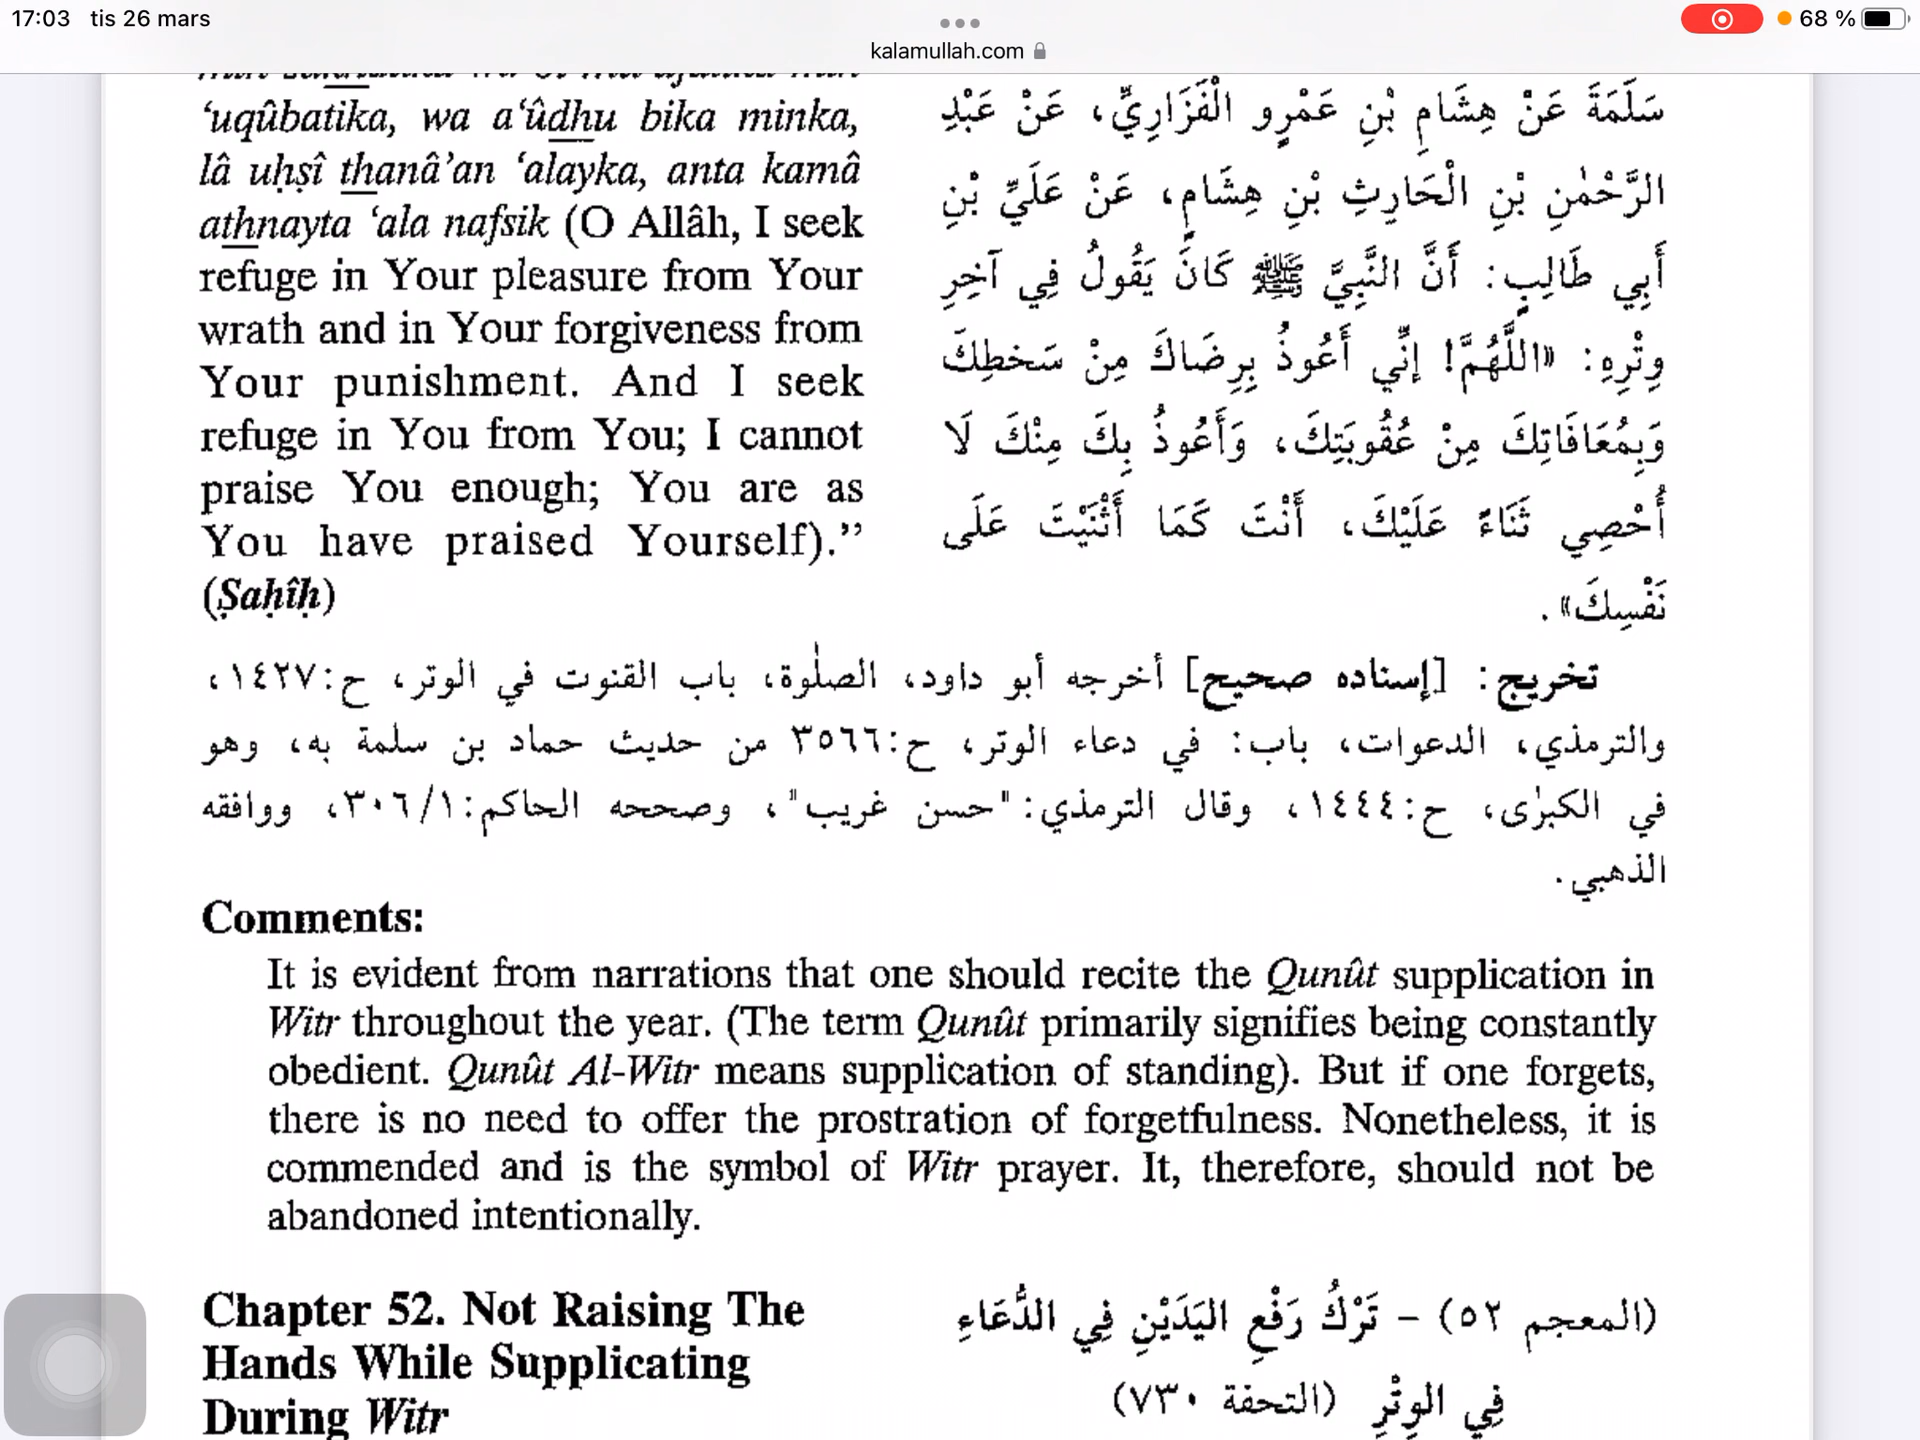 17:03 tis 26 mars
68 %
kalamullah.com
‘uqûbatika, wa a‘ûdhu bika minka,
lâ uḥṣî thanâ’an ‘alayka, anta kamâ
athnayta ‘ala nafsik (O Allâh, I seek
refuge in Your pleasure from Your
wrath and in Your forgiveness from
Your punishment. And I seek
refuge in You from You; I cannot
praise You enough; You are as
You have praised Yourself).”
(Ṣaḥîḥ)
سَلَمَةَ عَنْ هِشَامِ بْنِ عَمْرٍو الْفَزَارِيِّ، عَنْ عَبْدِ
الرَّحْمٰنِ بْنِ الْحَارِثِ بْنِ هِشَامٍ، عَنْ عَلَيِّ بْنِ
أَبِي طَالِبٍ: أَنَّ النَّبِيَّ ﷺ كَانَ يَقُولُ فِي آخِرِ
وِتْرِهِ: «اللَّهُمَّ! إِنِّي أَعُوذُ بِرِضَاكَ مِنْ سَخطِكَ
وَبِمُعَافَاتِكَ مِنْ عُقُوبَتِكَ، وَأَعُوذُ بِكَ مِنْكَ لَا
أُحْصِي ثَنَاءً عَلَيْكَ، أَنْتَ كَمَا أَثْنَيْتَ عَلَى
نَفْسِكَ».
تخريج: [إسناده صحيح] أخرجه أبو داود، الصلٰوة، باب القنوت في الوتر، ح:١٤٢٧،
والترمذي، الدعوات، باب: في دعاء الوتر، ح:٣٥٦٦ من حديث حماد بن سلمة به، وهو
في الكبرٰى، ح:١٤٤٤، وقال الترمذي: "حسن غريب"، وصححه الحاكم:٣٠٦/١، ووافقه
الذهبي.
Comments:
It is evident from narrations that one should recite the Qunût supplication in
Witr throughout the year. (The term Qunût primarily signifies being constantly
obedient. Qunût Al-Witr means supplication of standing). But if one forgets,
there is no need to offer the prostration of forgetfulness. Nonetheless, it is
commended and is the symbol of Witr prayer. It, therefore, should not be
abandoned intentionally.
Chapter 52. Not Raising The
Hands While Supplicating
During Witr
(المعجم ٥٢) - تَرْكُ رَفْعِ اليَدَيْنِ فِي الدُّعَاءِ
فِي الوِتْرِ (التحفة ٧٣٠)